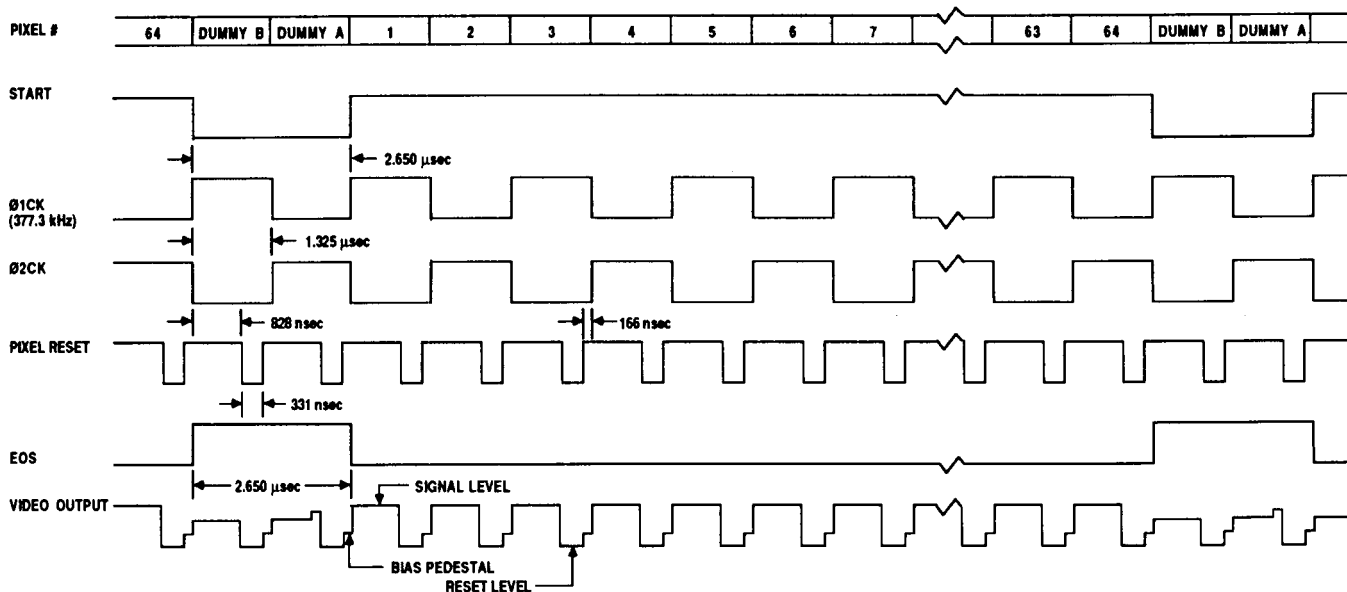 PIXEL # 64 DUMMY B DUMMY A 1 2 3 4 5 6 7 63 64 DUMMY B DUMMY A
START
2.650 µsec
Ø1CK
(377.3 kHz)
1.325 µsec
Ø2CK
828 nsec 166 nsec
PIXEL RESET
331 nsec
EOS
2.650 µsec SIGNAL LEVEL
VIDEO OUTPUT
BIAS PEDESTAL
RESET LEVEL